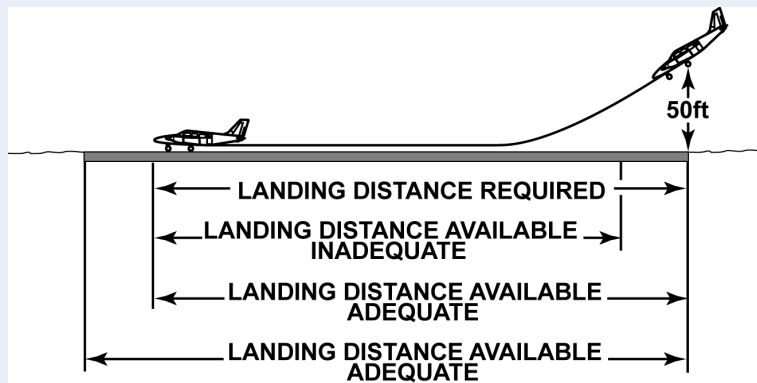 50ft
LANDING DISTANCE REQUIRED
LANDING DISTANCE AVAILABLE
INADEQUATE
LANDING DISTANCE AVAILABLE
ADEQUATE
LANDING DISTANCE AVAILABLE
ADEQUATE